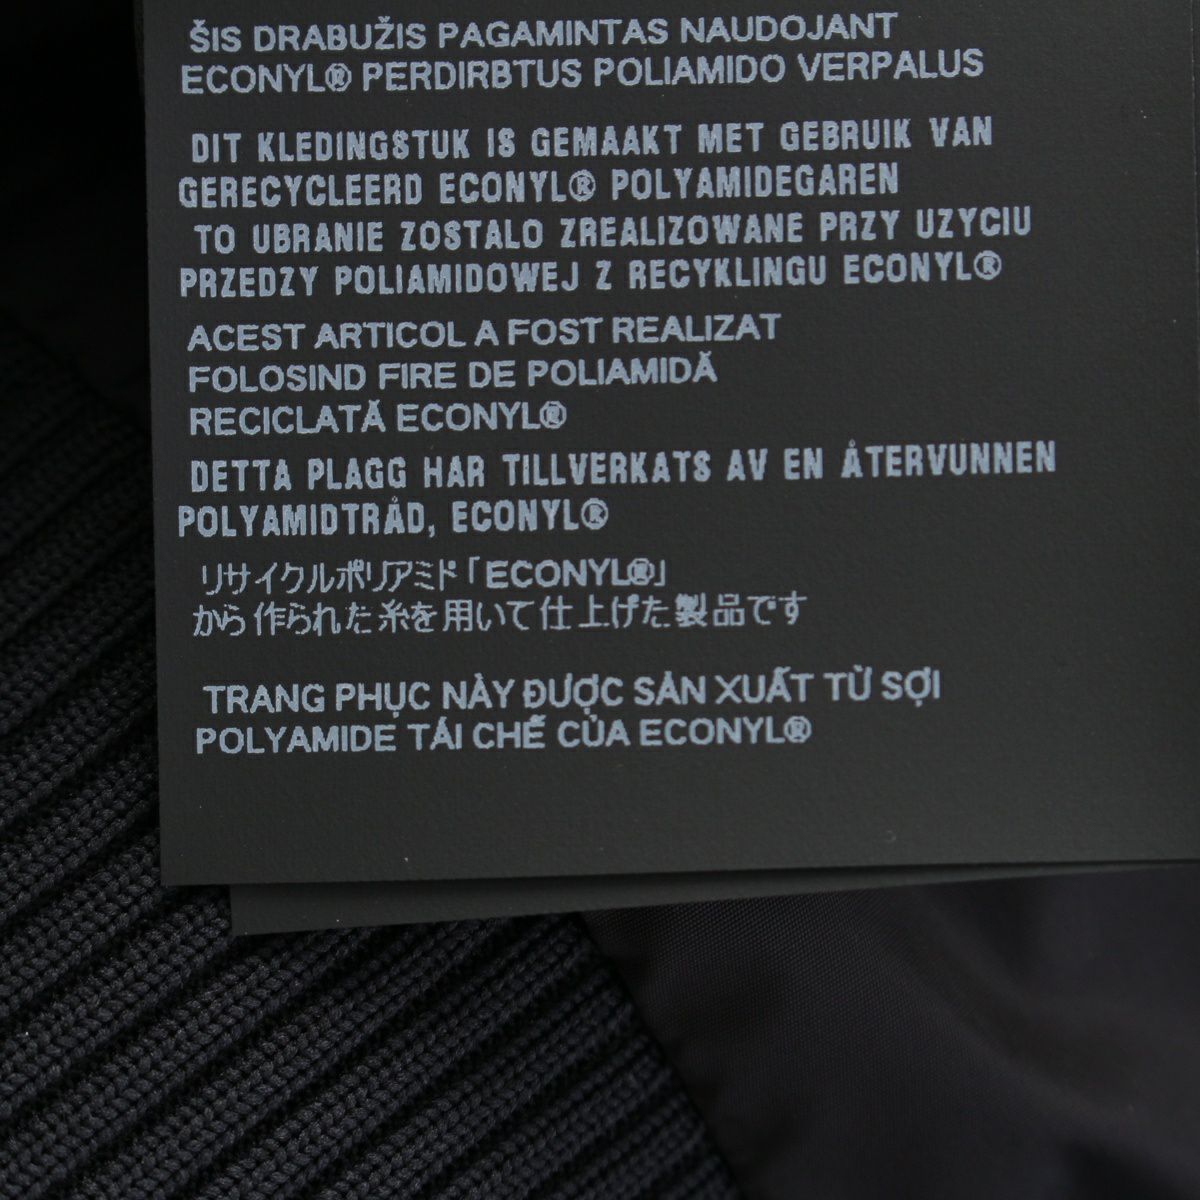 ŠIS DRABUŽIS PAGAMINTAS NAUDOJANT
ECONYL® PERDIRBTUS POLIAMIDO VERPALUS
DIT KLEDINGSTUK IS GEMAAKT MET GEBRUIK VAN
GERECYCLEERD ECONYL® POLYAMIDEGAREN
TO UBRANIE ZOSTALO ZREALIZOWANE PRZY UZYCIU
PRZEDZY POLIAMIDOWEJ Z RECYKLINGU ECONYL®
ACEST ARTICOL A FOST REALIZAT
FOLOSIND FIRE DE POLIAMIDĂ
RECICLATĂ ECONYL®
DETTA PLAGG HAR TILLVERKATS AV EN ÅTERVUNNEN
POLYAMIDTRÅD, ECONYL®
リサイクルポリアミド「ECONYL®」
から作られた糸を用いて仕上げた製品です
TRANG PHỤC NÀY ĐƯỢC SẢN XUẤT TỪ SỢI
POLYAMIDE TÁI CHẾ CỦA ECONYL®